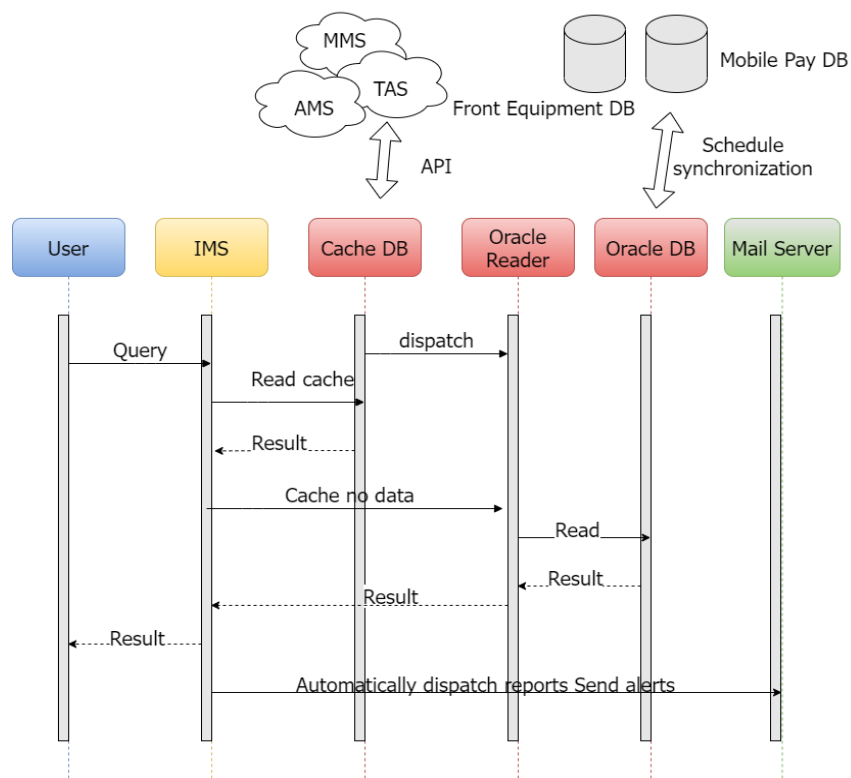 MMS
TAS
AMS
Mobile Pay DB
Front Equipment DB
API
Schedule
synchronization
User
IMS
Cache DB
Oracle
Reader
Oracle DB
Mail Server
dispatch
Query
Read cache
Result
Cache no data
Read
Result
Result
Result
Automatically dispatch reports Send alerts